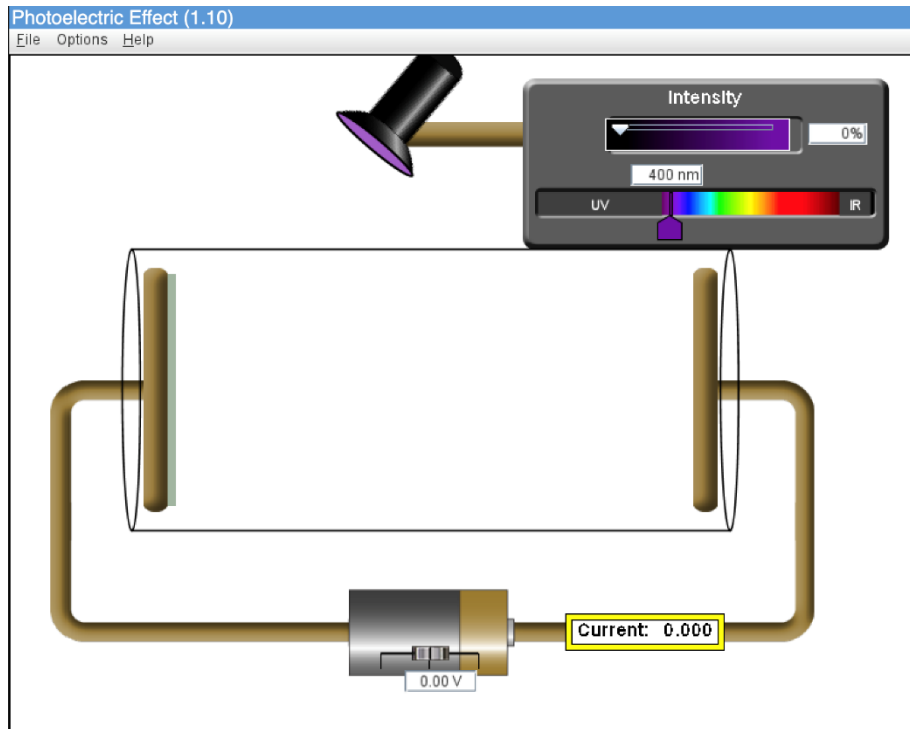 Photoelectric Effect (1.10)
File Options Help
Intensity
0%
400 nm
UV IR
Current: 0.000
0.00 V